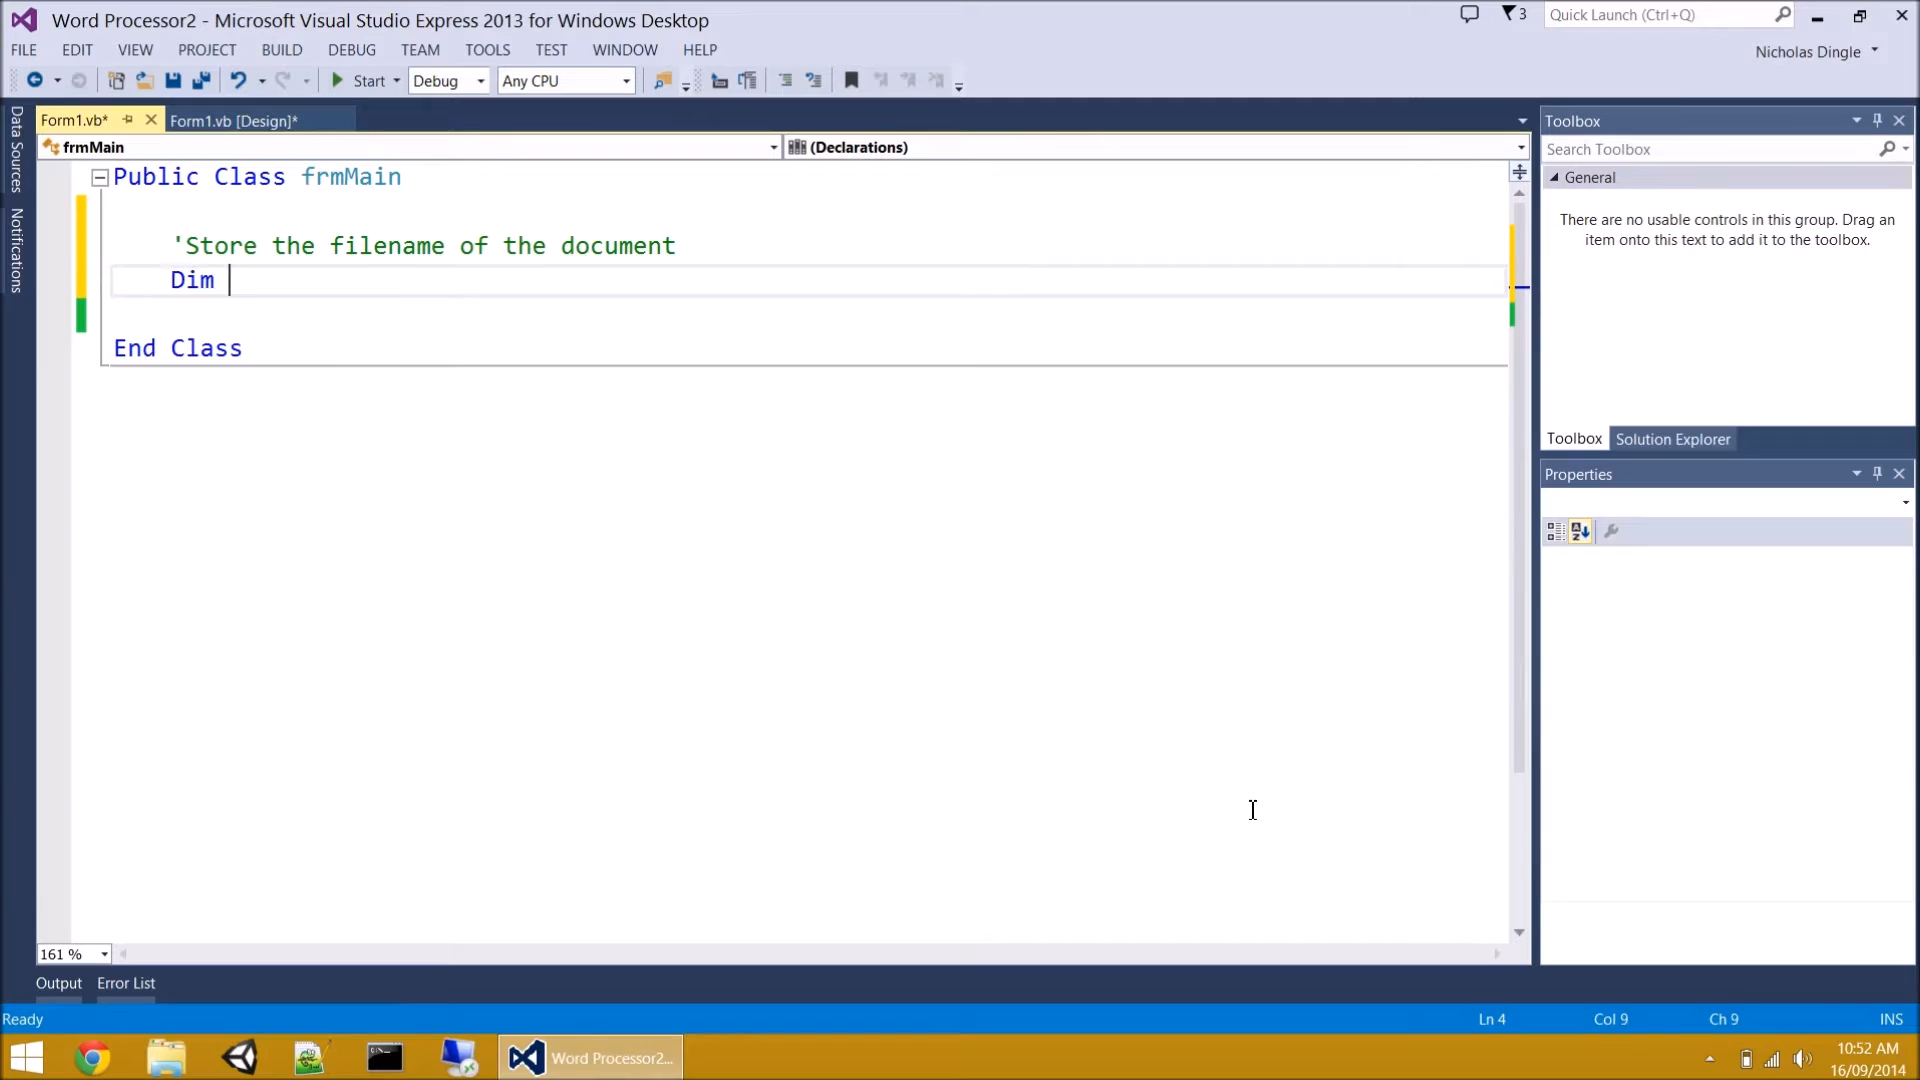 Word Processor2 - Microsoft Visual Studio Express 2013 for Windows Desktop
3
Quick Launch (Ctrl+Q)
FILE EDIT VIEW PROJECT BUILD DEBUG TEAM TOOLS TEST WINDOW HELP
Nicholas Dingle
Start Debug Any CPU
Data Sources
Notifications
Form1.vb* Form1.vb [Design]*
frmMain (Declarations)
Public Class frmMain
'Store the filename of the document
Dim
End Class
Toolbox
Search Toolbox
General
There are no usable controls in this group. Drag an
item onto this text to add it to the toolbox.
Toolbox Solution Explorer
Properties
161 %
Output Error List
Ready Ln 4 Col 9 Ch 9 INS
Word Processor2...
10:52 AM
16/09/2014